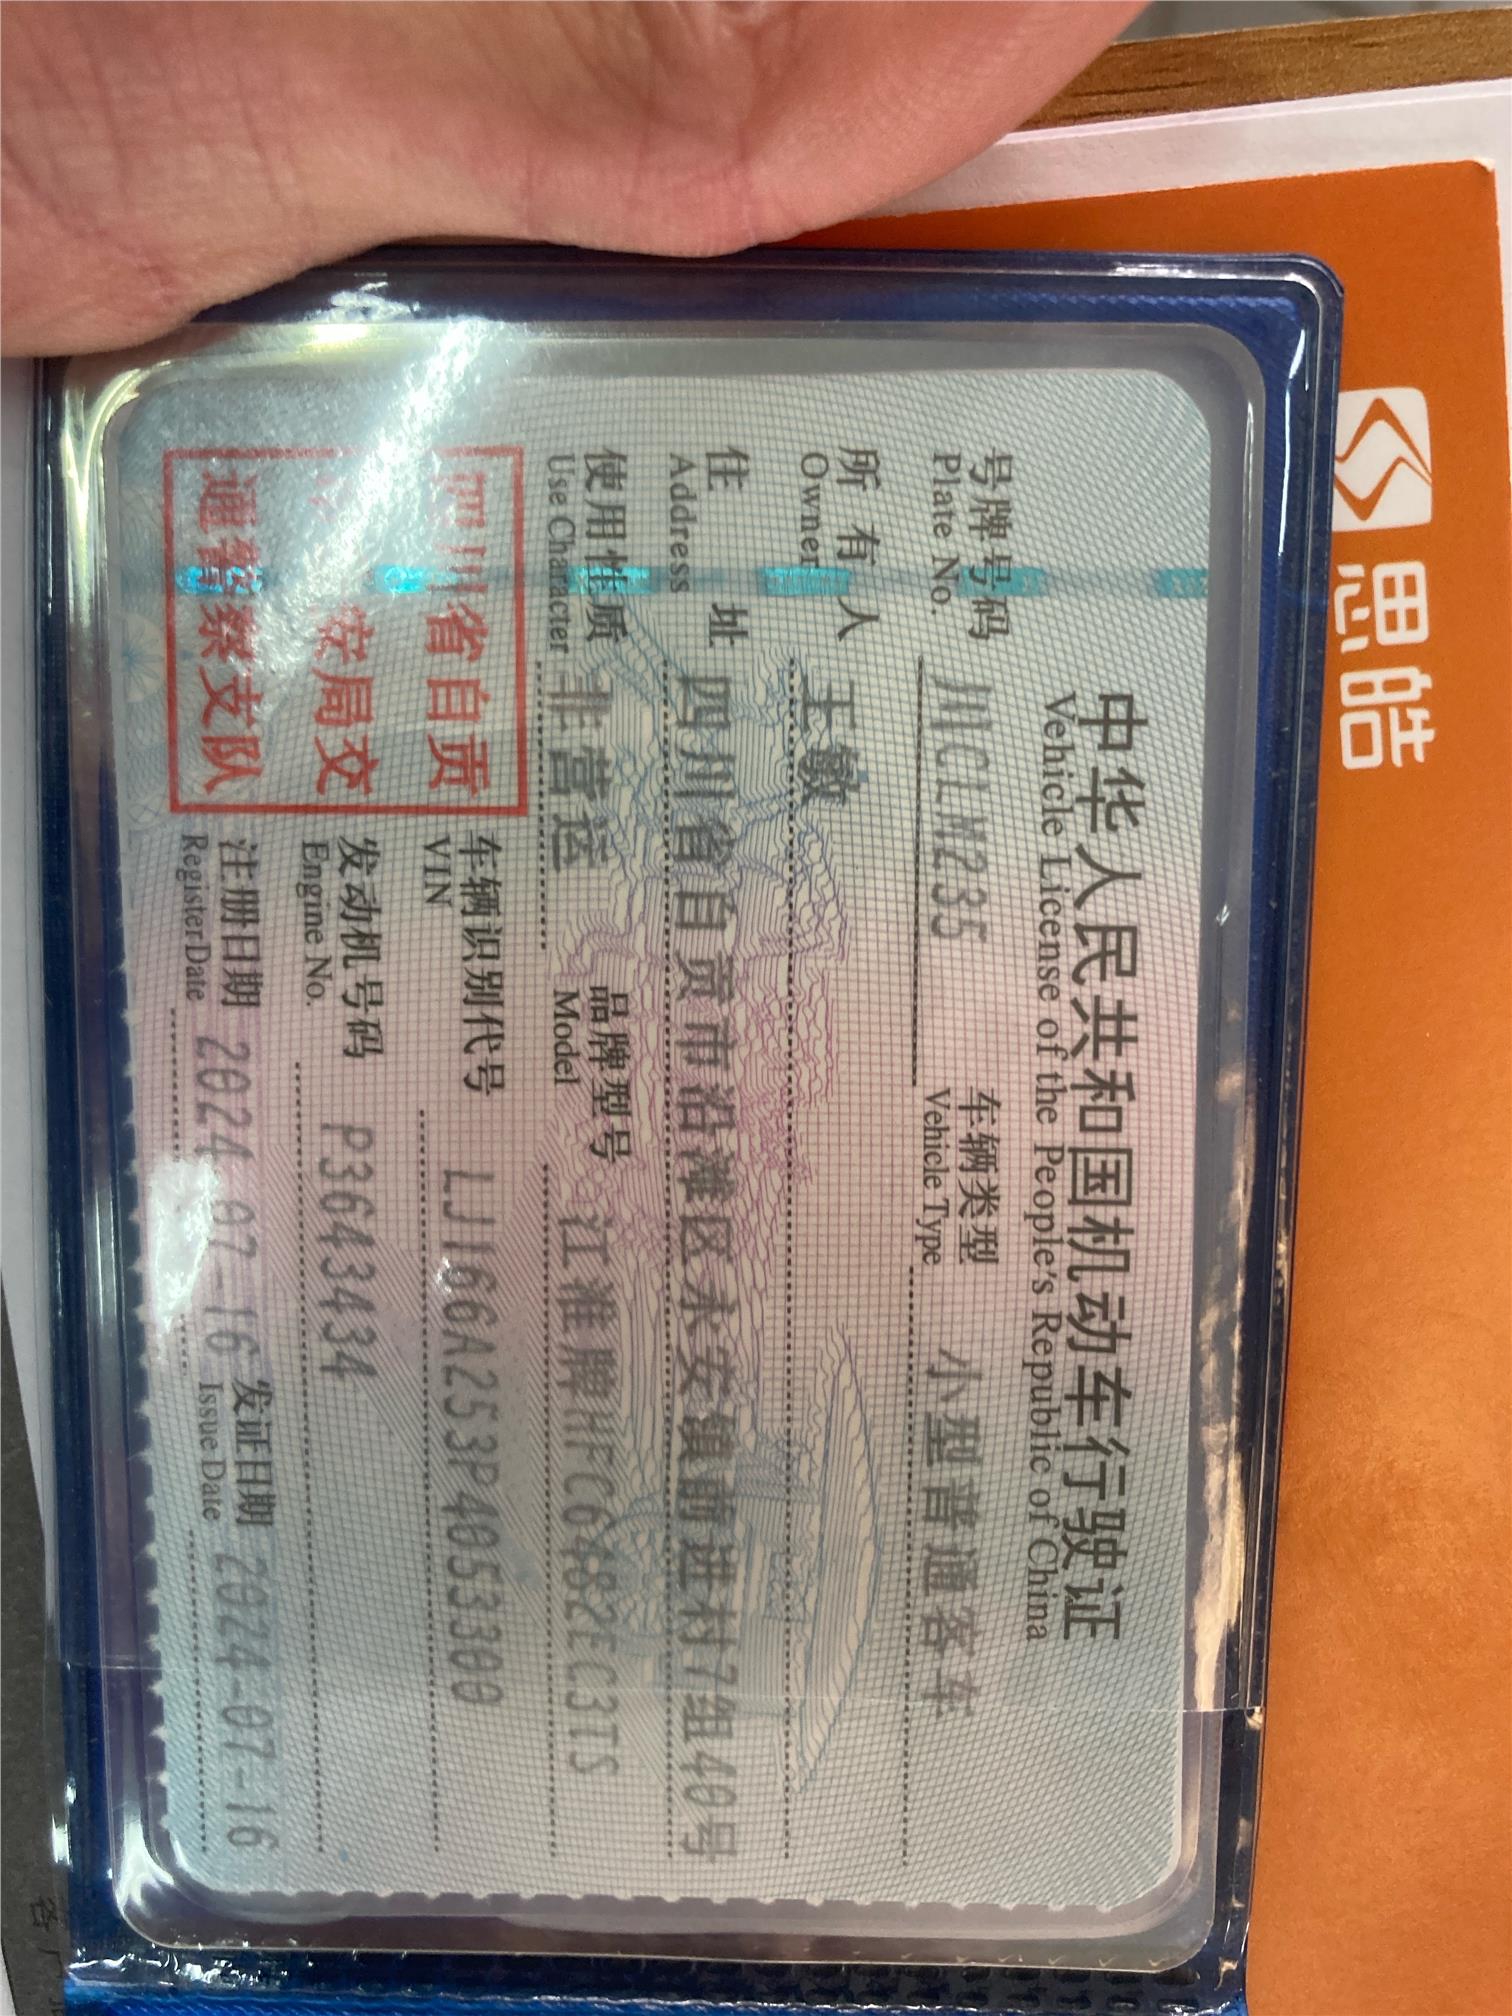 思皓
中华人民共和国机动车行驶证
Vehicle License of the People's Republic of China
号牌号码 川CLM235 车辆类型 小型普通客车
Plate No. Vehicle Type
所有人 王敏
Owner
住址 四川省自贡市沿滩区永安镇前进村7组40号
Address
使用性质 非营运 品牌型号 江淮牌HFC6482EC3TS
Use Character Model
车辆识别代号 LJ166A253P4053300
VIN
发动机号码 P3643434
Engine No.
注册日期 2024-07-16 发证日期 2024-07-16
Register Date Issue Date
四川省自贡
安局交
通警察支队